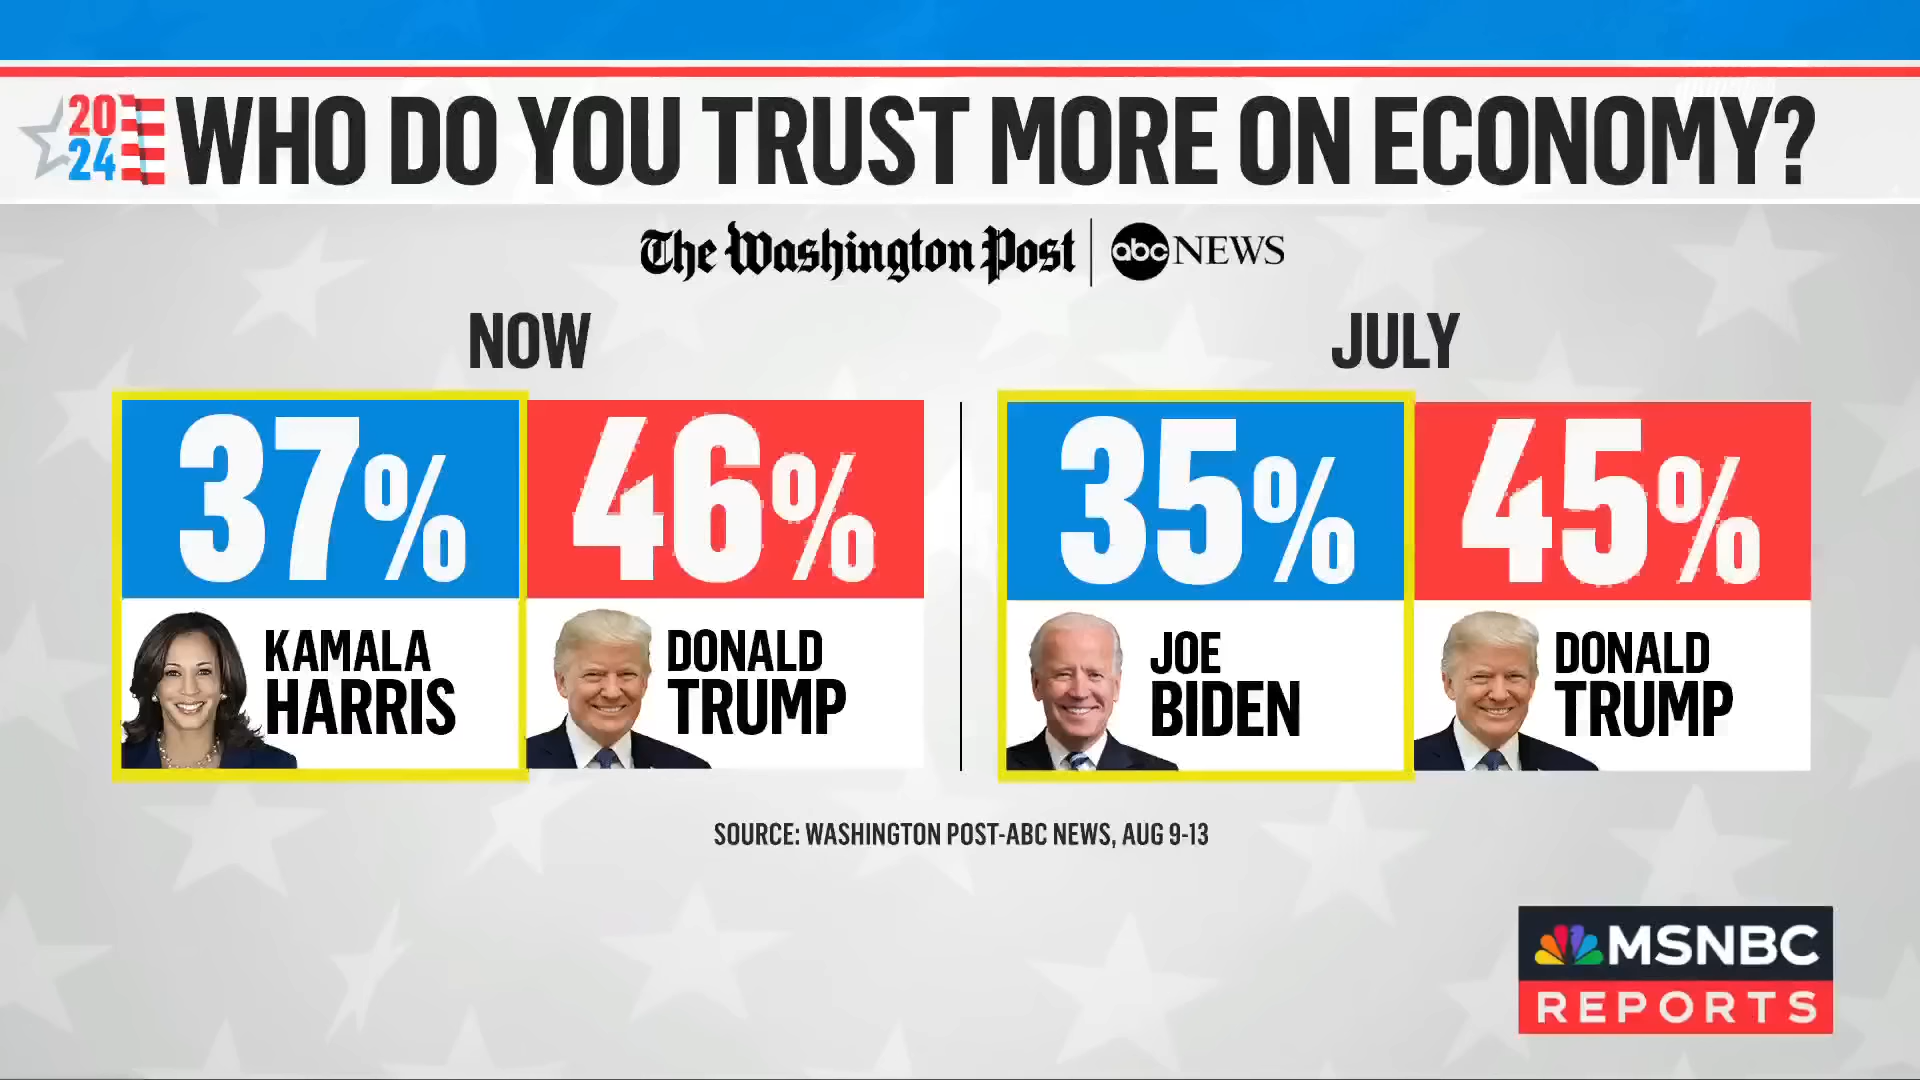 2024
WHO DO YOU TRUST MORE ON ECONOMY?
The Washington Post abc NEWS
NOW
37% 46%
KAMALA HARRIS
DONALD TRUMP
JULY
35% 45%
JOE BIDEN
DONALD TRUMP
SOURCE: WASHINGTON POST-ABC NEWS, AUG 9-13
MSNBC
REPORTS